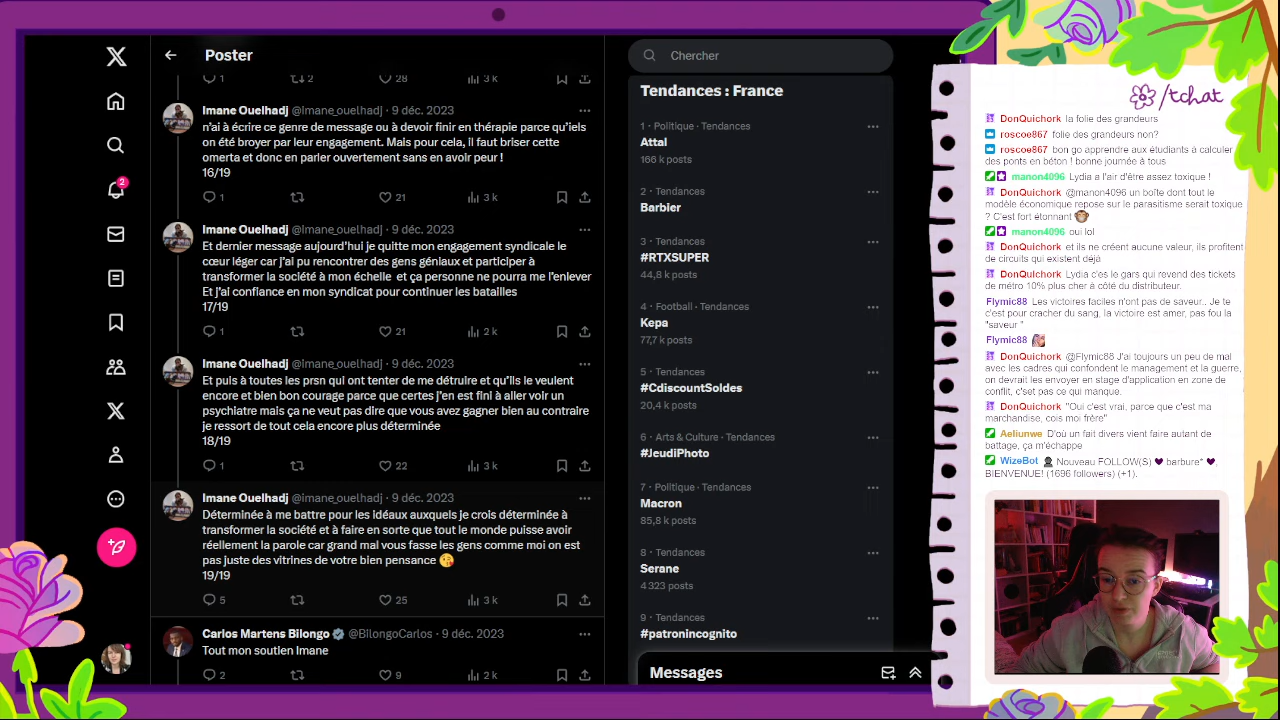 Poster
1
2
28
3 k
Imane Ouelhadj @Imane_ouelhadj · 9 déc. 2023
n'ai à écrire ce genre de message ou à devoir finir en thérapie parce qu'iels
on été broyer par leur engagement. Mais pour cela, il faut briser cette
omerta et donc en parler ouvertement sans en avoir peur !
16/19
1
21
3 k
Imane Ouelhadj @Imane_ouelhadj · 9 déc. 2023
Et dernier message aujourd'hui je quitte mon engagement syndicale le
cœur léger car j'ai pu rencontrer des gens géniaux et participer à
transformer la société à mon échelle et ça personne ne pourra me l'enlever
Et j'ai confiance en mon syndicat pour continuer les batailles
17/19
1
21
2 k
Imane Ouelhadj @Imane_ouelhadj · 9 déc. 2023
Et puis à toutes les prsn qui ont tenter de me détruire et qu'ils le veulent
encore et bien bon courage parce que certes j'en est fini à aller voir un
psychiatre mais ça ne veut pas dire que vous avez gagner bien au contraire
je ressort de tout cela encore plus déterminée
18/19
1
22
3 k
Imane Ouelhadj @Imane_ouelhadj · 9 déc. 2023
Déterminée à me battre pour les idéaux auxquels je crois déterminée à
transformer la société et à faire en sorte que tout le monde puisse avoir
réellement la parole car grand mal vous fasse les gens comme moi on est
pas juste des vitrines de votre bien pensance 😘
19/19
5
25
3 k
Carlos Martens Bilongo @BilongoCarlos · 9 déc. 2023
Tout mon soutien Imane
2
9
2 k
2
Chercher
Tendances : France
1 · Politique · Tendances
Attal
166 k posts
2 · Tendances
Barbier
3 · Tendances
#RTXSUPER
44,8 k posts
4 · Football · Tendances
Kepa
77,7 k posts
5 · Tendances
#CdiscountSoldes
20,4 k posts
6 · Arts & Culture · Tendances
#JeudiPhoto
7 · Politique · Tendances
Macron
85,8 k posts
8 · Tendances
Serane
4 323 posts
9 · Tendances
#patronincognito
Messages
/tchat
DonQuichork la folie des grandeurs
roscoe867 folie des grandeurs non?
roscoe867 bon go apprendre aux étudiants à calculer
des ponts en béton ! bonne journée à tous
manon4096 Lydia a l'air d'être assez toxique !
DonQuichork @manon4096 un boîte dont tout le
modèle économique repose sur le parasitisme serait toxique
? C'est fort étonnant 🐵
manon4096 oui lol
DonQuichork et ils ne créent aucune valeur, ils profitent
de circuits qui existent déjà.
DonQuichork Lydia c'est le gars qui revend des tickets
de métro 10% plus cher à côté du distributeur.
Flymic88 Les victoires faciles n'ont pas de saveur.. Je te
c'est pour cracher du sang, la victoire est amer, pas fou la
"saveur "
Flymic88
DonQuichork @Flymic88 J'ai toujours un peu de mal
avec les cadres qui confondent le management et la guerre,
on devrait les envoyer en stage d'application en zone de
conflit, c'est pas ce qui manque.
DonQuichork "Oui c'est vrai, parce que c'est ma
marchandise, cois moi frère"
Aeliunwe D'où un fait divers vient faire autant de
battage, ça m'échappe
WizeBot Nouveau FOLLOW(S) ♥ barbure* ♥,
BIENVENUE! (1696 followers) (+1).